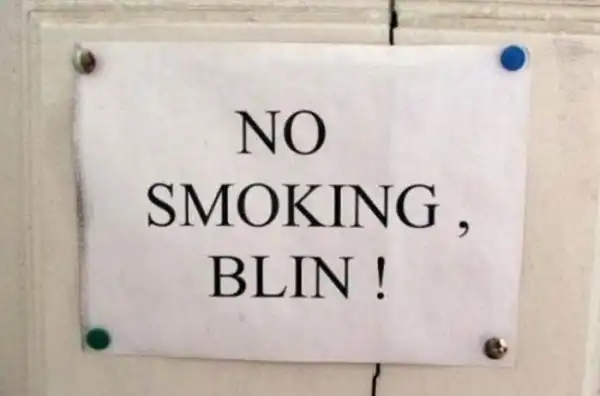 NO
SMOKING ,
BLIN !